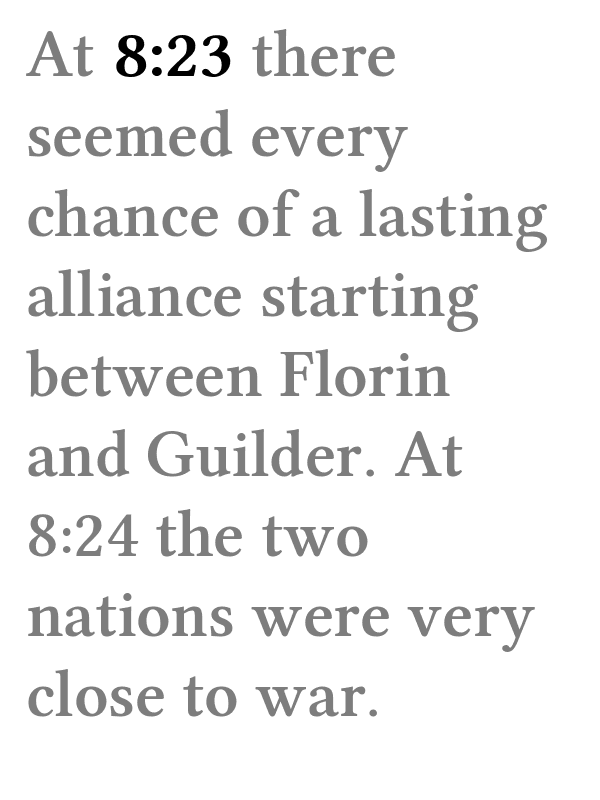 At 8:23 there
seemed every
chance of a lasting
alliance starting
between Florin
and Guilder. At
8:24 the two
nations were very
close to war.